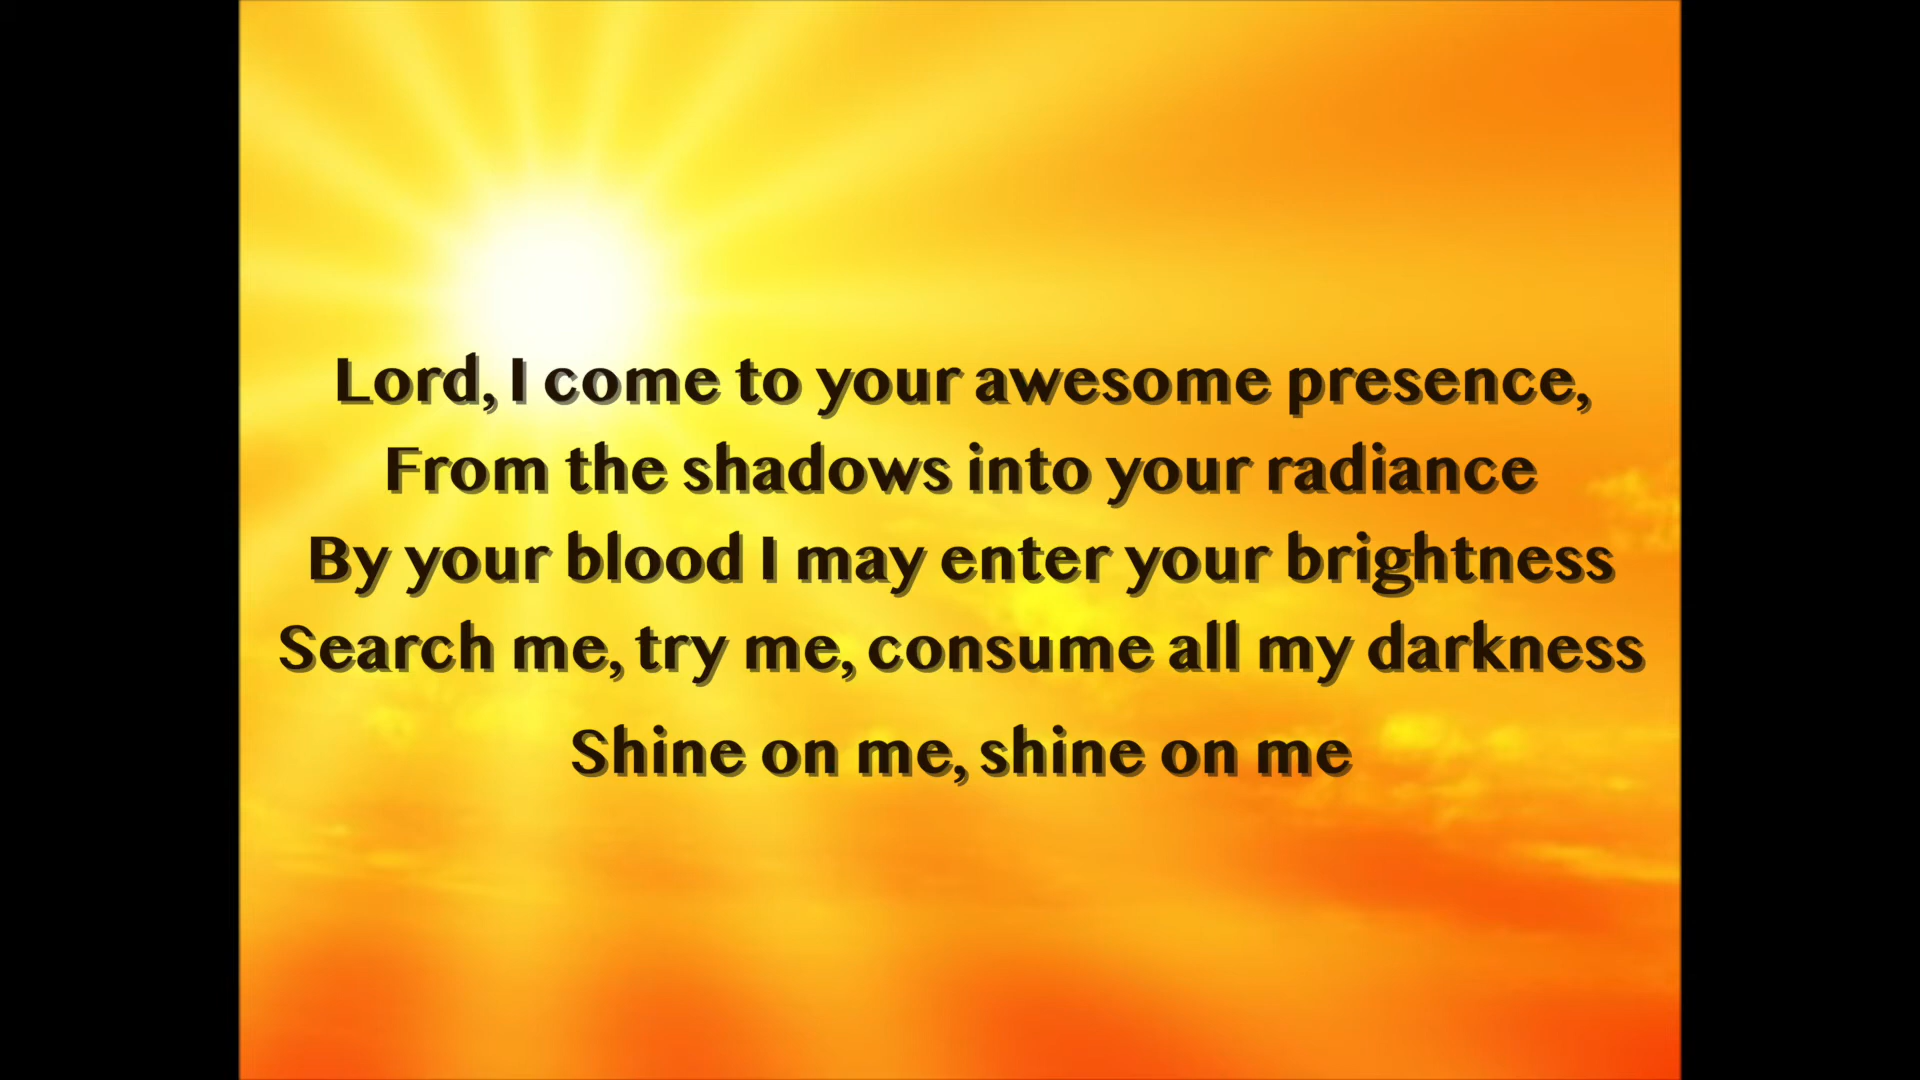 Lord, I come to your awesome presence,
From the shadows into your radiance
By your blood I may enter your brightness
Search me, try me, consume all my darkness
Shine on me, shine on me